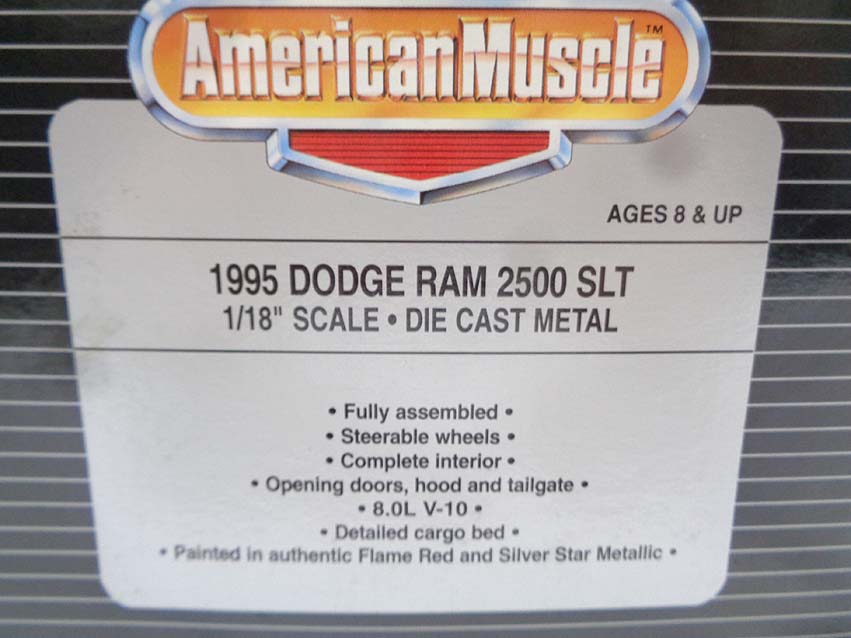 AmericanMuscle™
AGES 8 & UP
1995 DODGE RAM 2500 SLT
1/18" SCALE • DIE CAST METAL
• Fully assembled •
• Steerable wheels •
• Complete interior •
• Opening doors, hood and tailgate •
• 8.0L V-10 •
• Detailed cargo bed •
• Painted in authentic Flame Red and Silver Star Metallic •